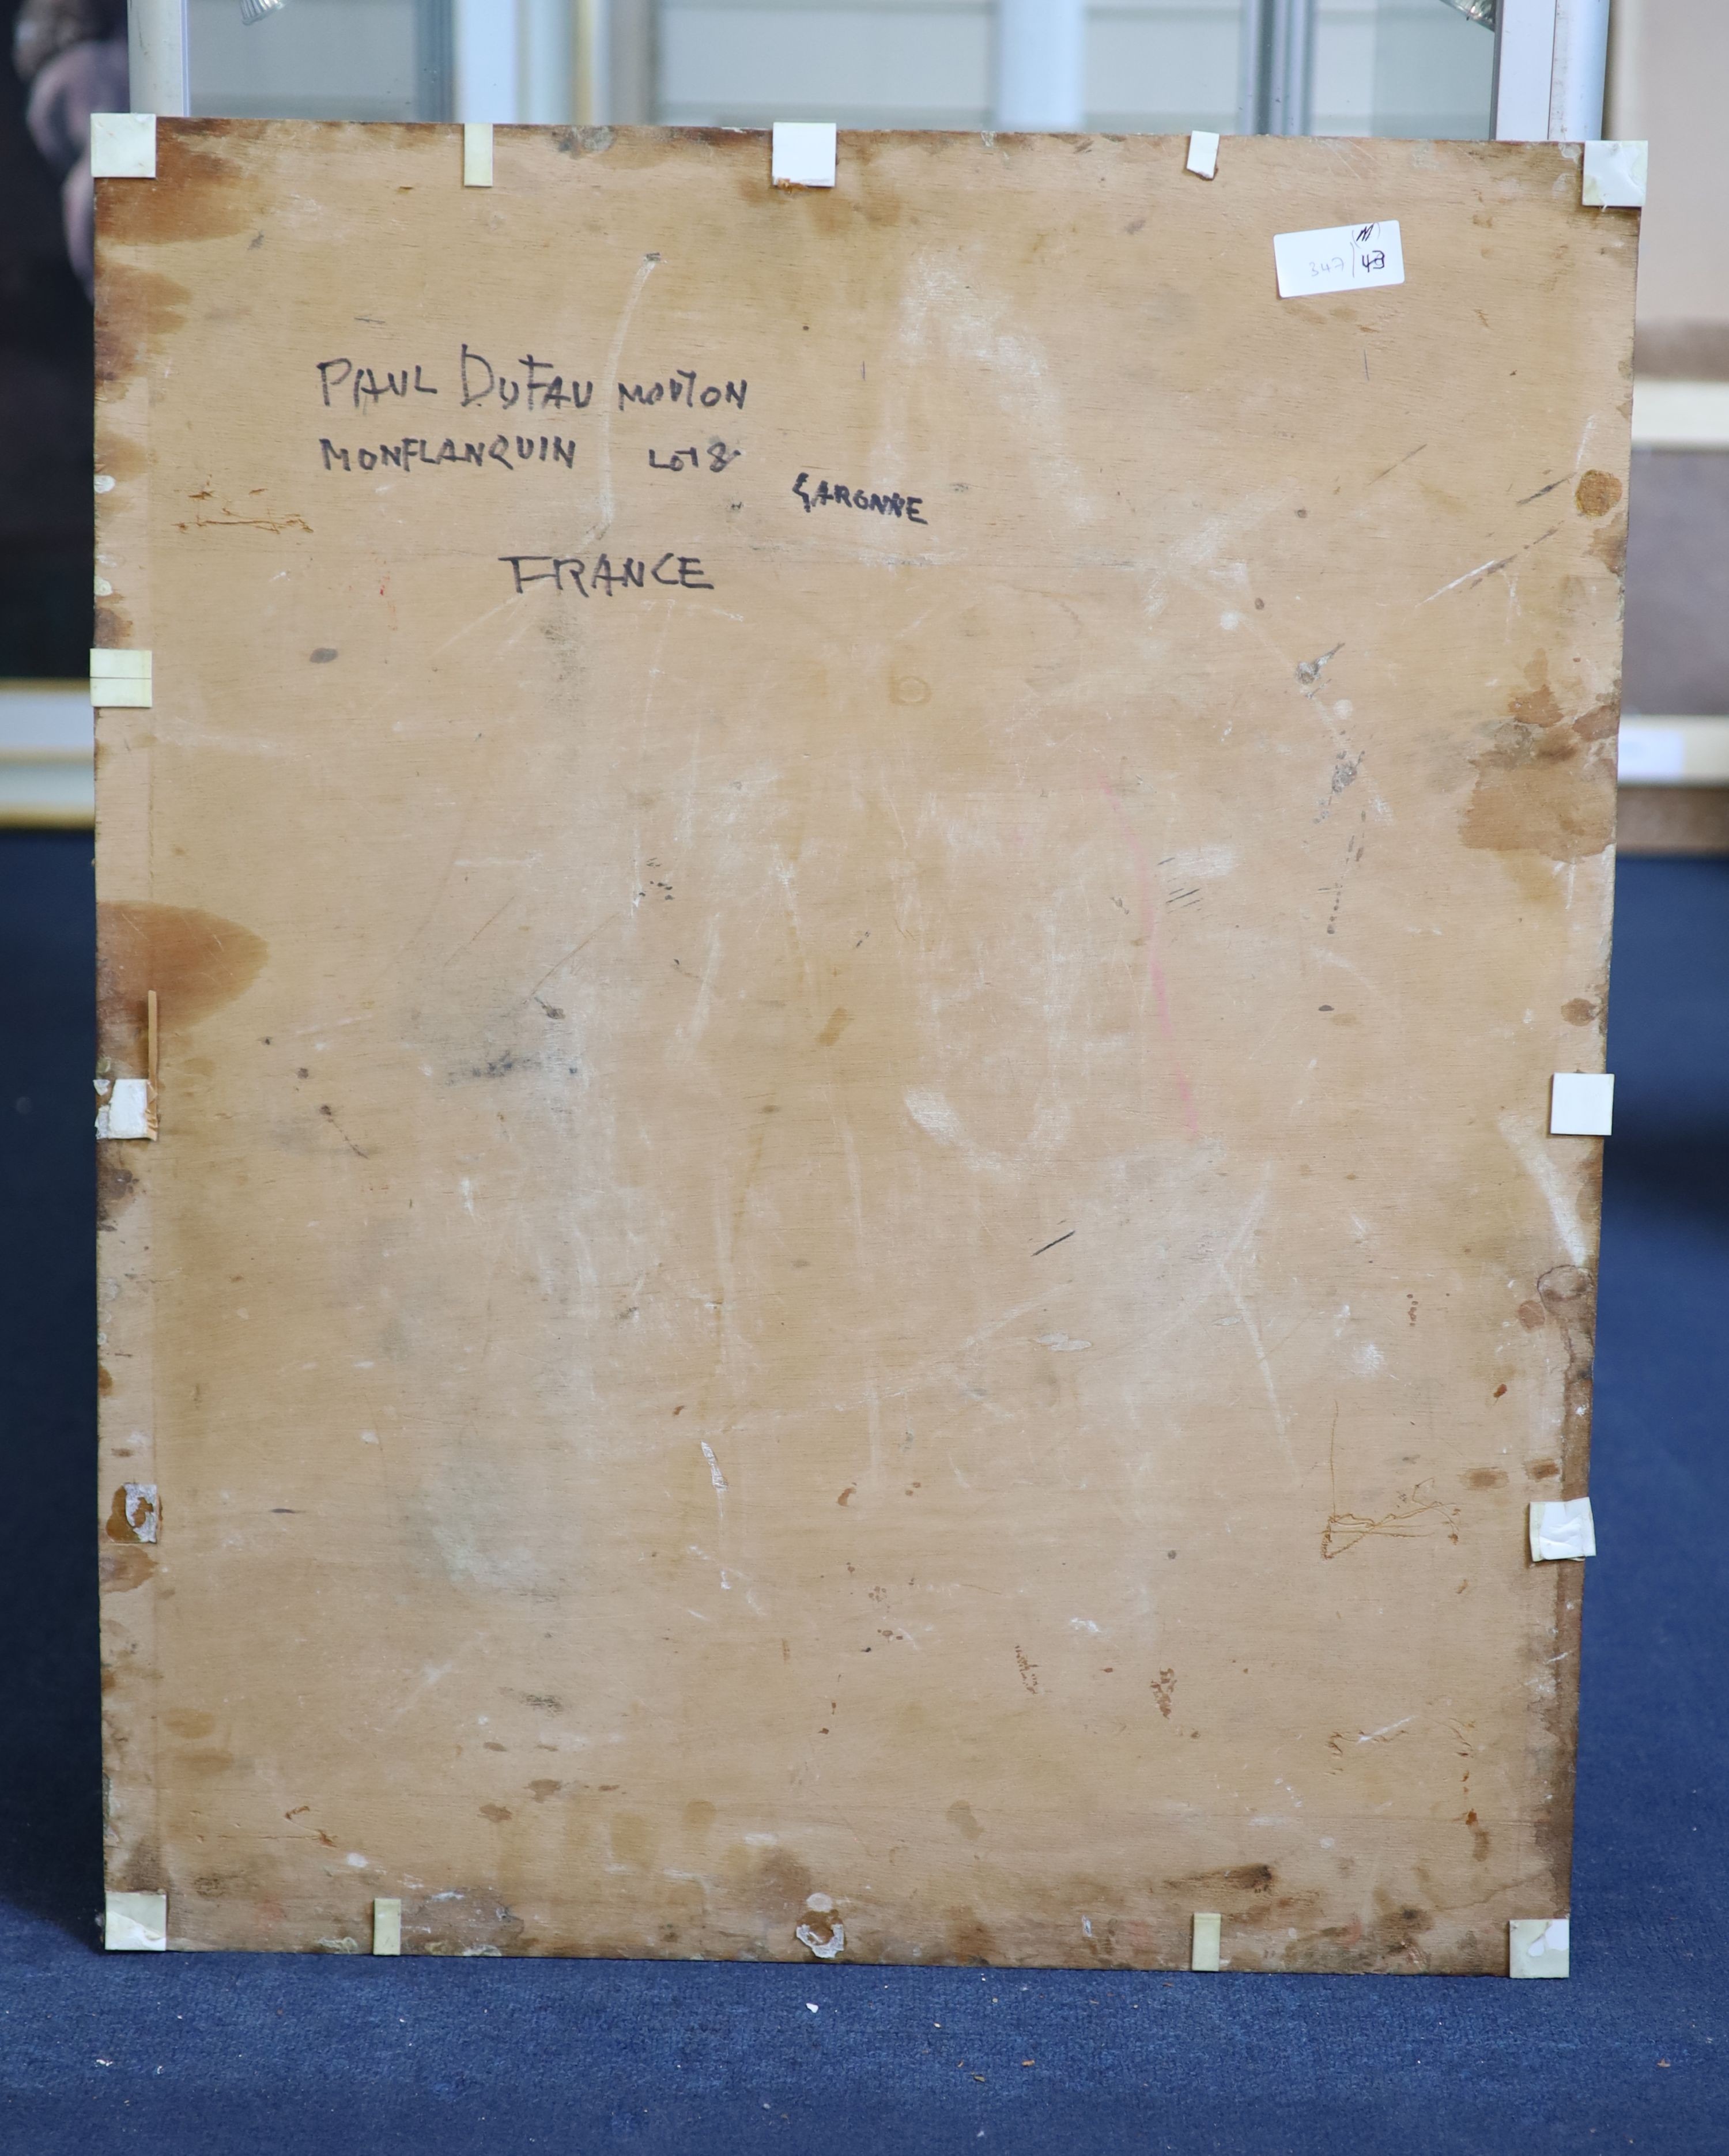 (M)
347/43
PAUL DUFAU MOUTON
MONFLANQUIN LOT &
GARONNE
FRANCE